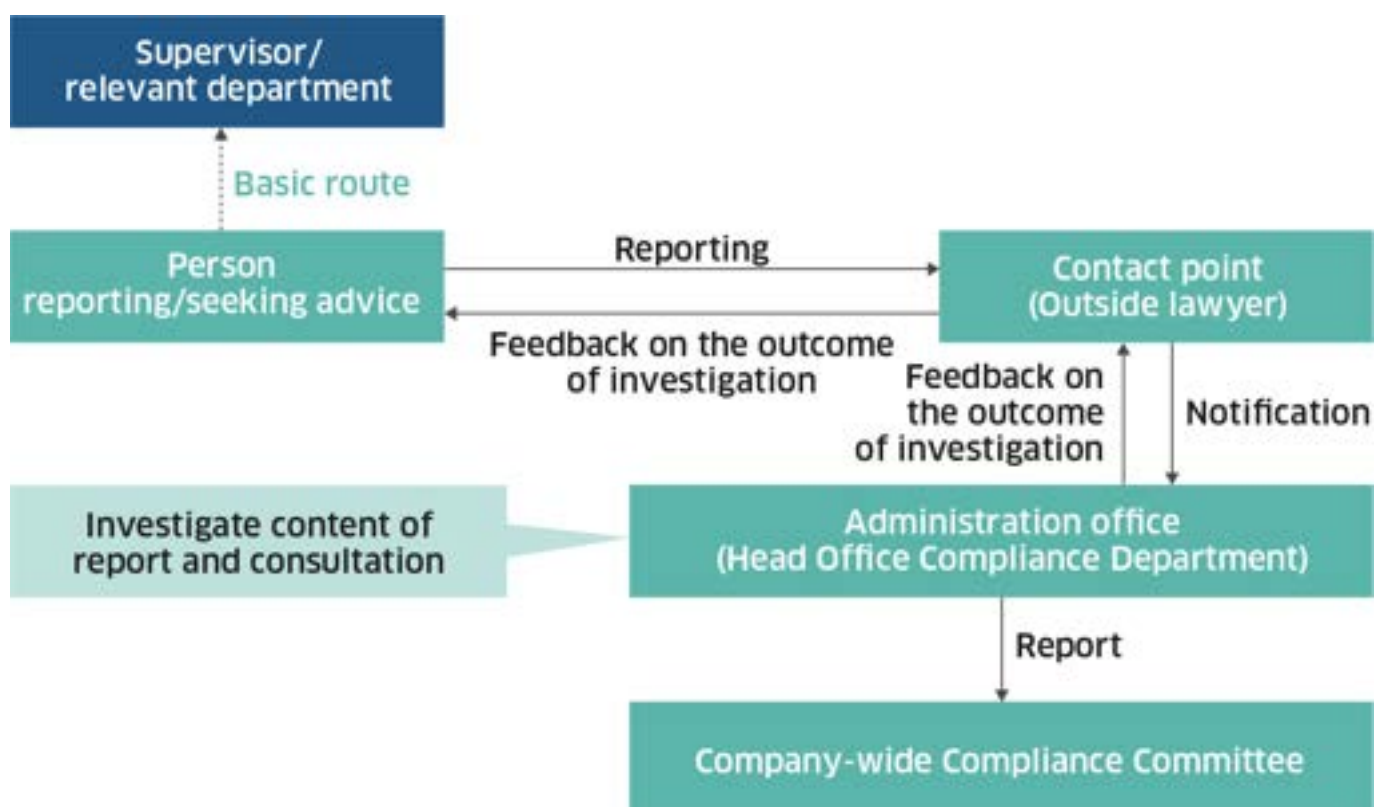 Supervisor/
relevant department
Basic route
Person
reporting/seeking advice
Reporting
Contact point
(Outside lawyer)
Feedback on the outcome
of investigation
Feedback on
the outcome
of investigation
Notification
Investigate content of
report and consultation
Administration office
(Head Office Compliance Department)
Report
Company-wide Compliance Committee